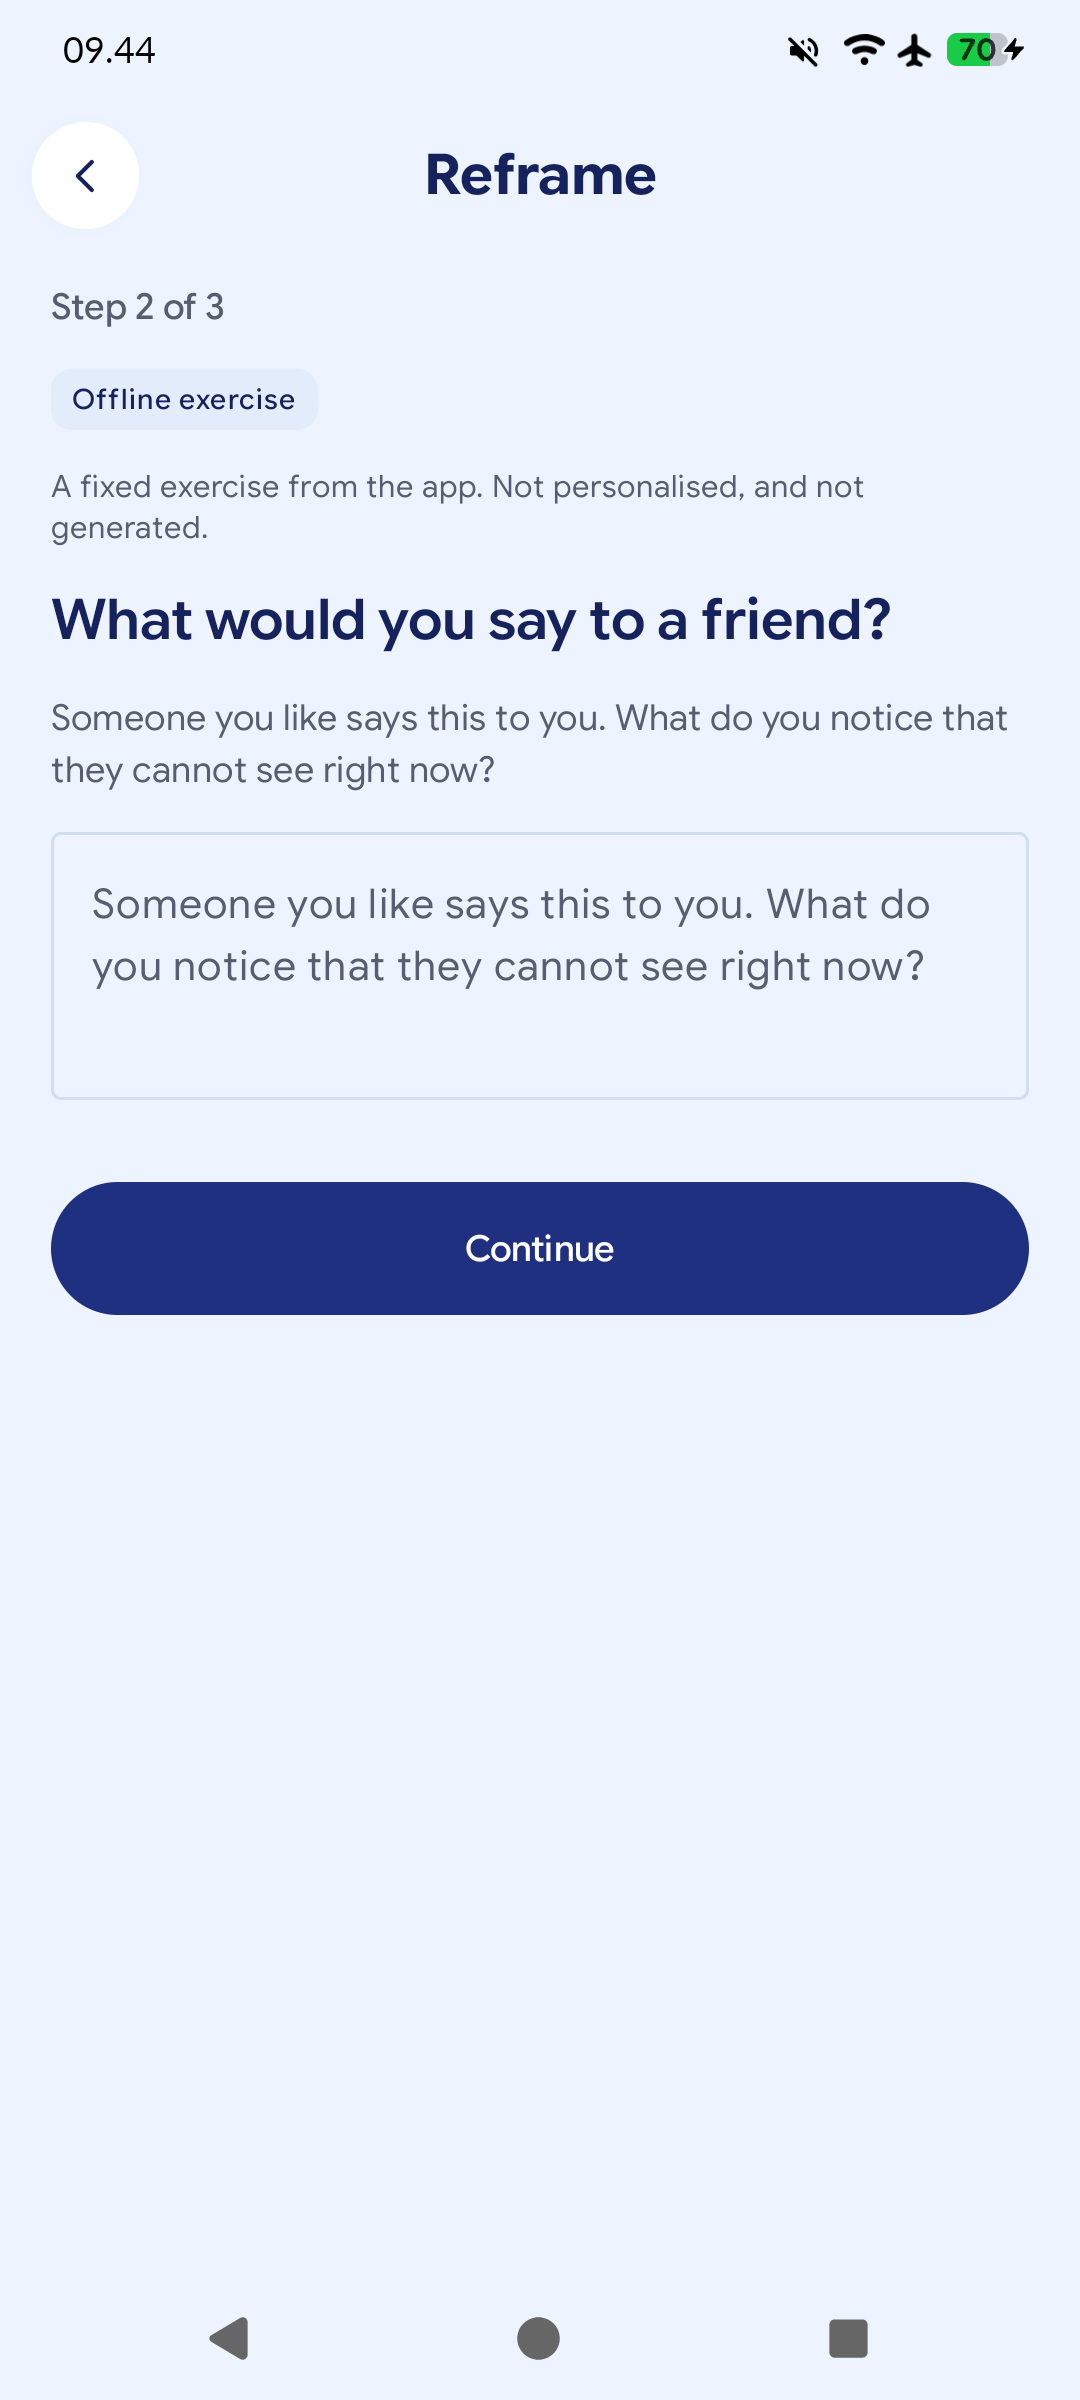 09.44
70
Reframe
Step 2 of 3
Offline exercise
A fixed exercise from the app. Not personalised, and not
generated.
What would you say to a friend?
Someone you like says this to you. What do you notice that
they cannot see right now?
Someone you like says this to you. What do
you notice that they cannot see right now?
Continue